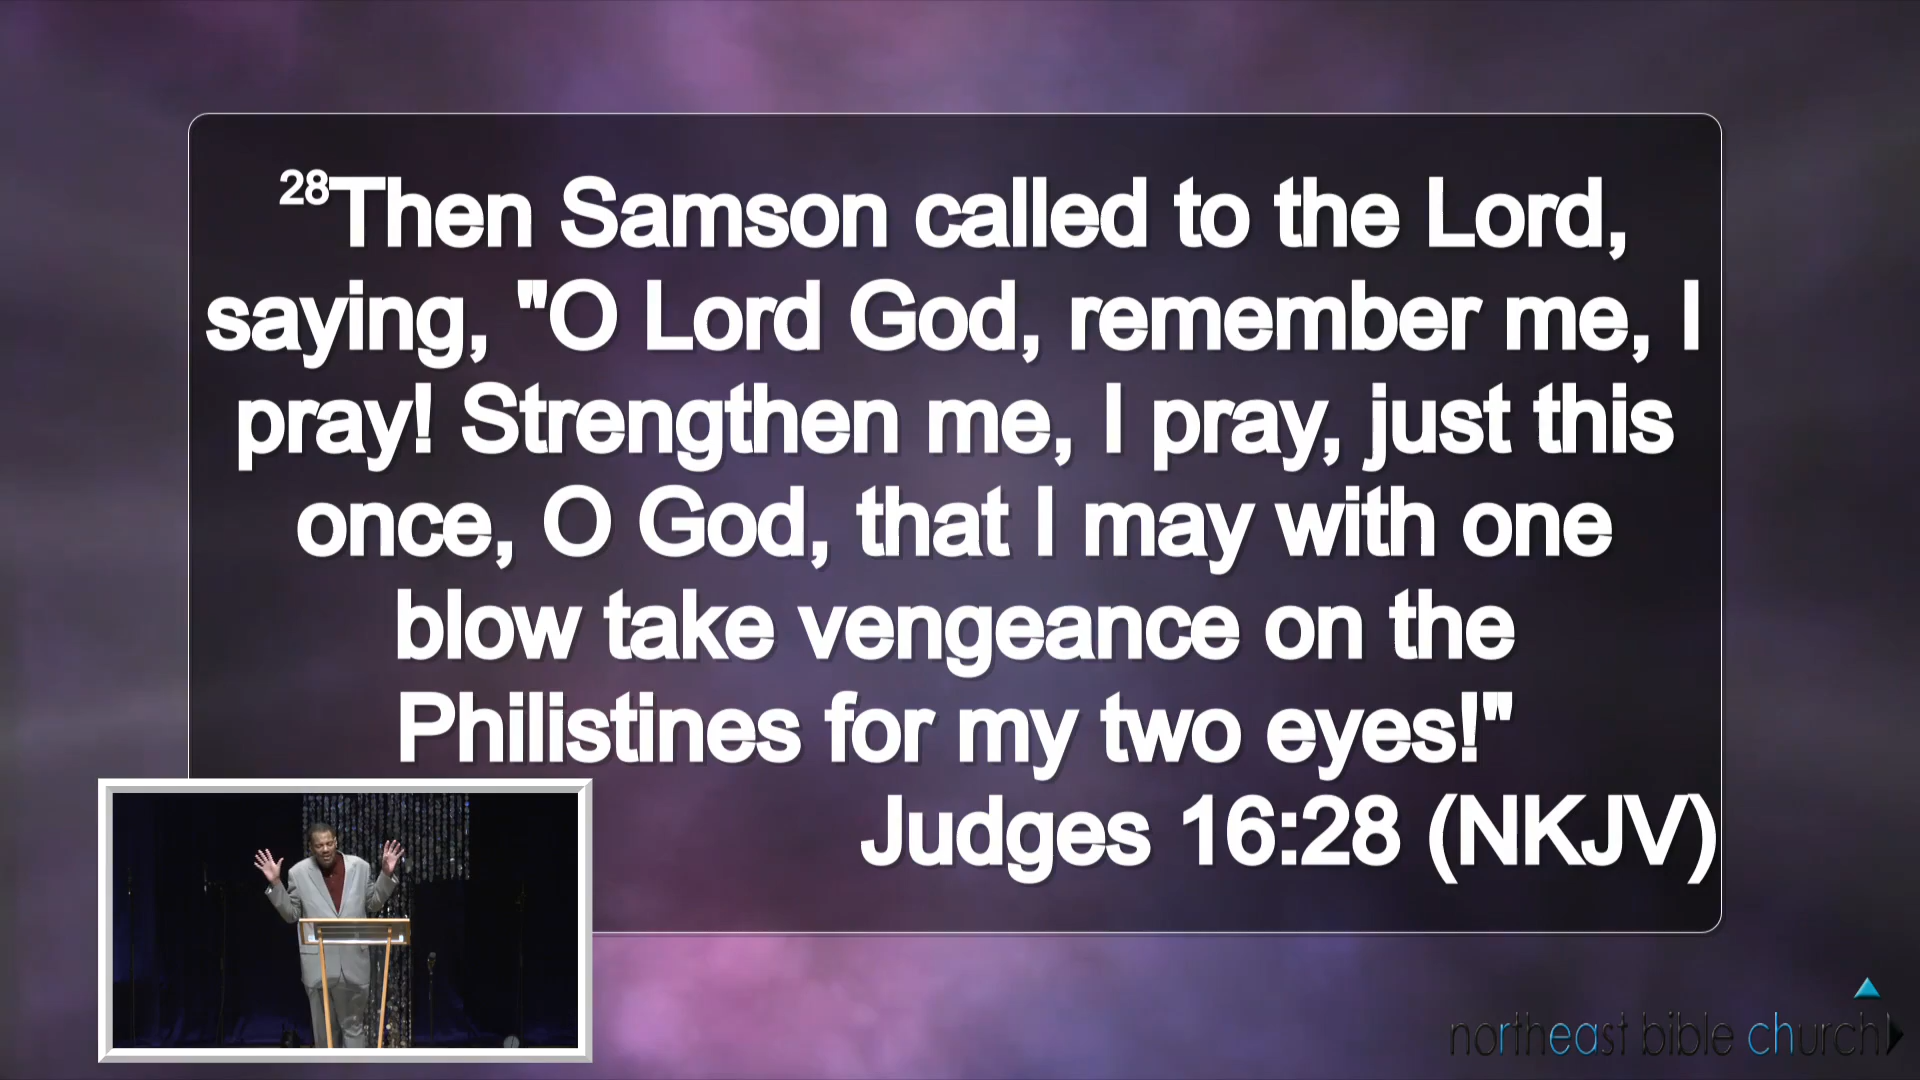 28Then Samson called to the Lord,
saying, "O Lord God, remember me, I
pray! Strengthen me, I pray, just this
once, O God, that I may with one
blow take vengeance on the
Philistines for my two eyes!"
Judges 16:28 (NKJV)
northeast bible church